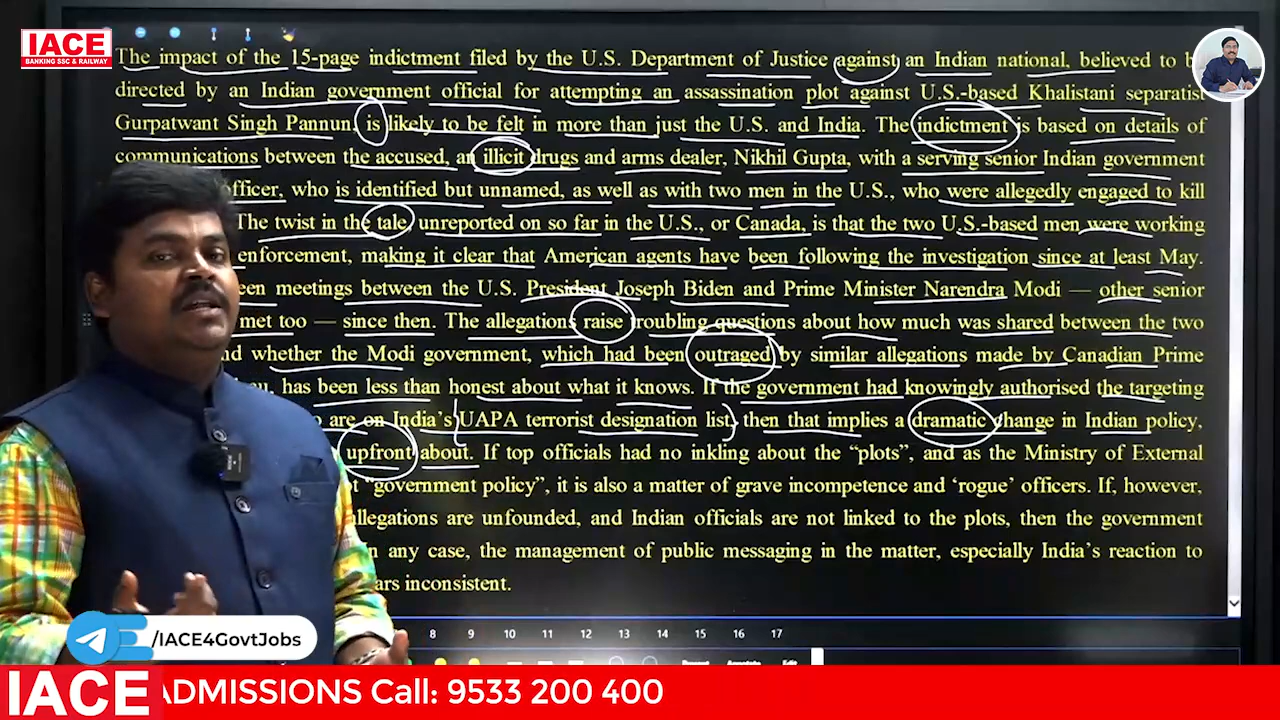 IACE
BANKING SSC & RAILWAY
The impact of the 15-page indictment filed by the U.S. Department of Justice against an Indian national, believed to
directed by an Indian government official for attempting an assassination plot against U.S.-based Khalistani separatist
Gurpatwant Singh Pannun, is likely to be felt in more than just the U.S. and India. The indictment is based on details of
communications between the accused, an illicit drugs and arms dealer, Nikhil Gupta, with a serving senior Indian government
officer, who is identified but unnamed, as well as with two men in the U.S., who were allegedly engaged to kill
The twist in the tale, unreported on so far in the U.S., or Canada, is that the two U.S.-based men were working
enforcement, making it clear that American agents have been following the investigation since at least May.
meetings between the U.S. President Joseph Biden and Prime Minister Narendra Modi — other senior
met too — since then. The allegations raise troubling questions about how much was shared between the two
whether the Modi government, which had been outraged by similar allegations made by Canadian Prime
has been less than honest about what it knows. If the government had knowingly authorised the targeting
are on India's UAPA terrorist designation list, then that implies a dramatic change in Indian policy,
upfront about. If top officials had no inkling about the “plots”, and as the Ministry of External
“government policy”, it is also a matter of grave incompetence and ‘rogue’ officers. If, however,
allegations are unfounded, and Indian officials are not linked to the plots, then the government
any case, the management of public messaging in the matter, especially India’s reaction to
inconsistent.
8 9 10 11 12 13 14 15 16 17
/IACE4GovtJobs
IACE ADMISSIONS Call: 9533 200 400